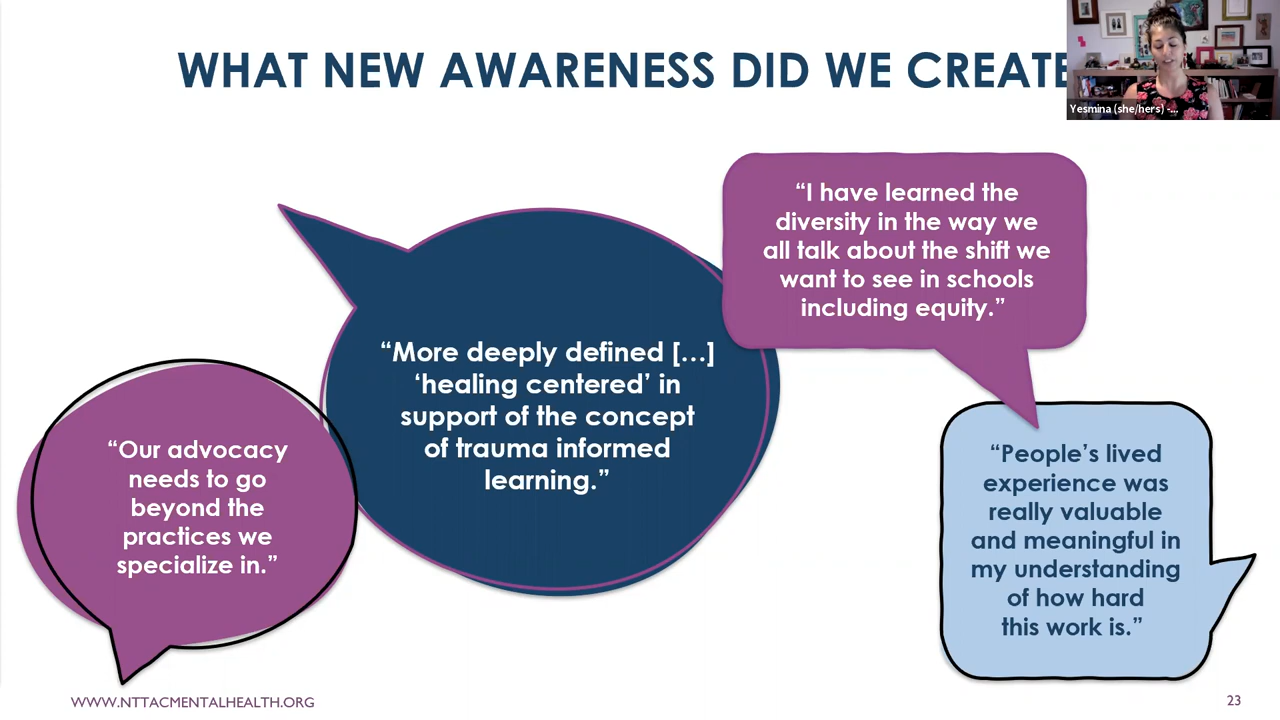 WHAT NEW AWARENESS DID WE CREATE
Yesmina (she/hers) -...
“I have learned the
diversity in the way we
all talk about the shift we
want to see in schools
including equity.”
“More deeply defined […]
‘healing centered’ in
support of the concept
of trauma informed
learning.”
“Our advocacy
needs to go
beyond the
practices we
specialize in.”
“People’s lived
experience was
really valuable
and meaningful in
my understanding
of how hard
this work is.”
WWW.NTTACMENTALHEALTH.ORG
23